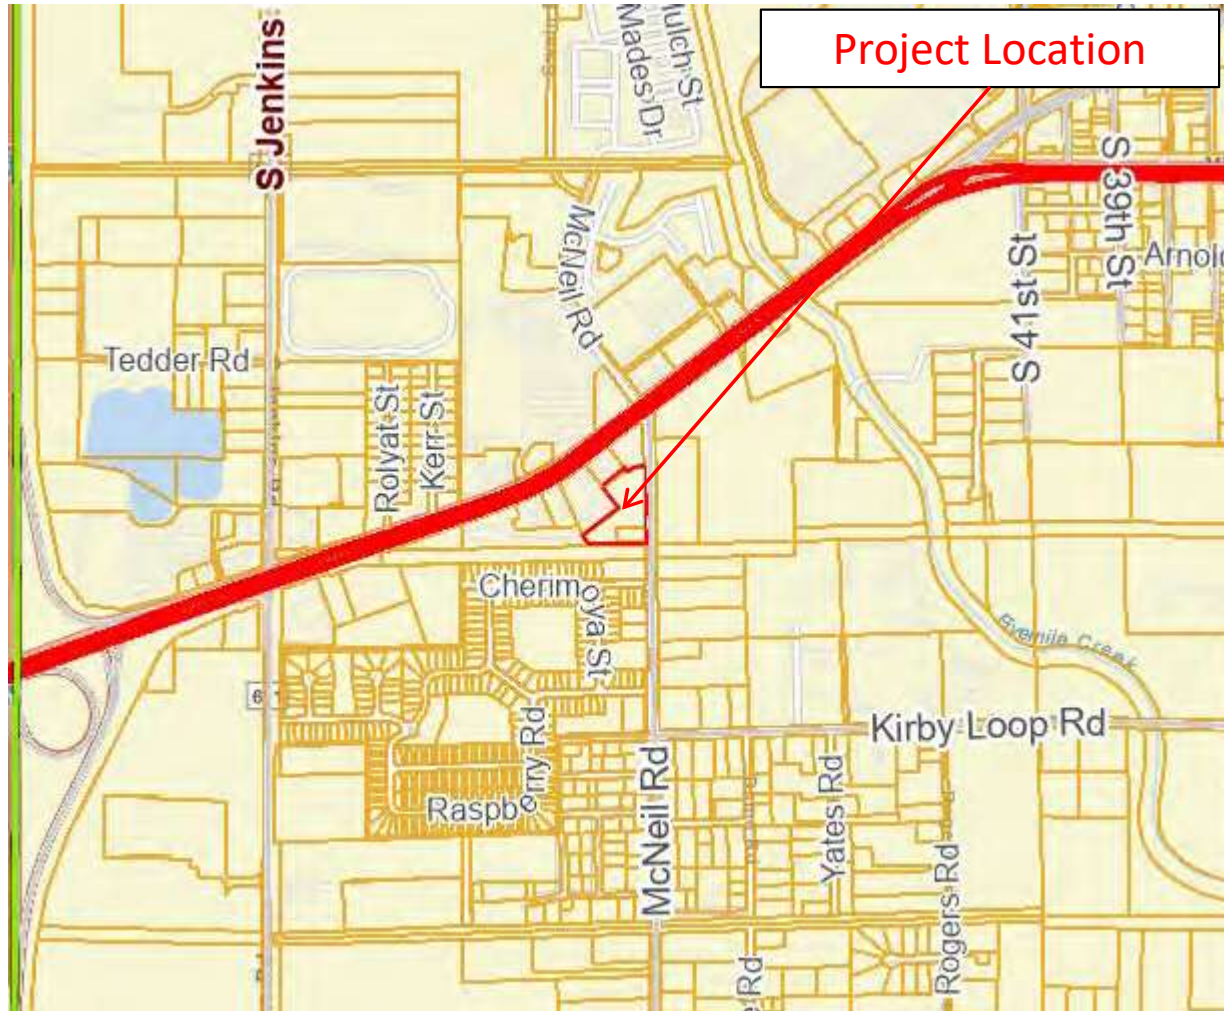 Project Location
S Jenkins
Mades Dr
Mulch St
McNeil Rd
S 39th St
S 41st St
Tedder Rd
Rolyat St
Kerr St
Cherimoya St
Fivemile Creek
Kirby Loop Rd
Raspberry Rd
McNeil Rd
Yates Rd
Rogers Rd
Rd